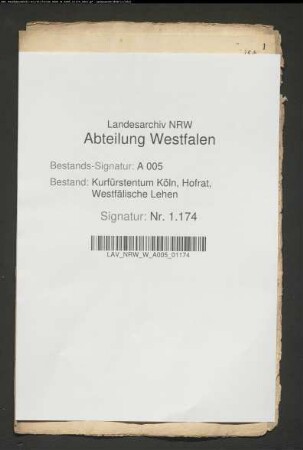 Landesarchiv NRW
Abteilung Westfalen
Bestands-Signatur: A 005
Bestand: Kurfürstentum Köln, Hofrat,
Westfälische Lehen
Signatur: Nr. 1.174
LAV_NRW_W_A005_01174